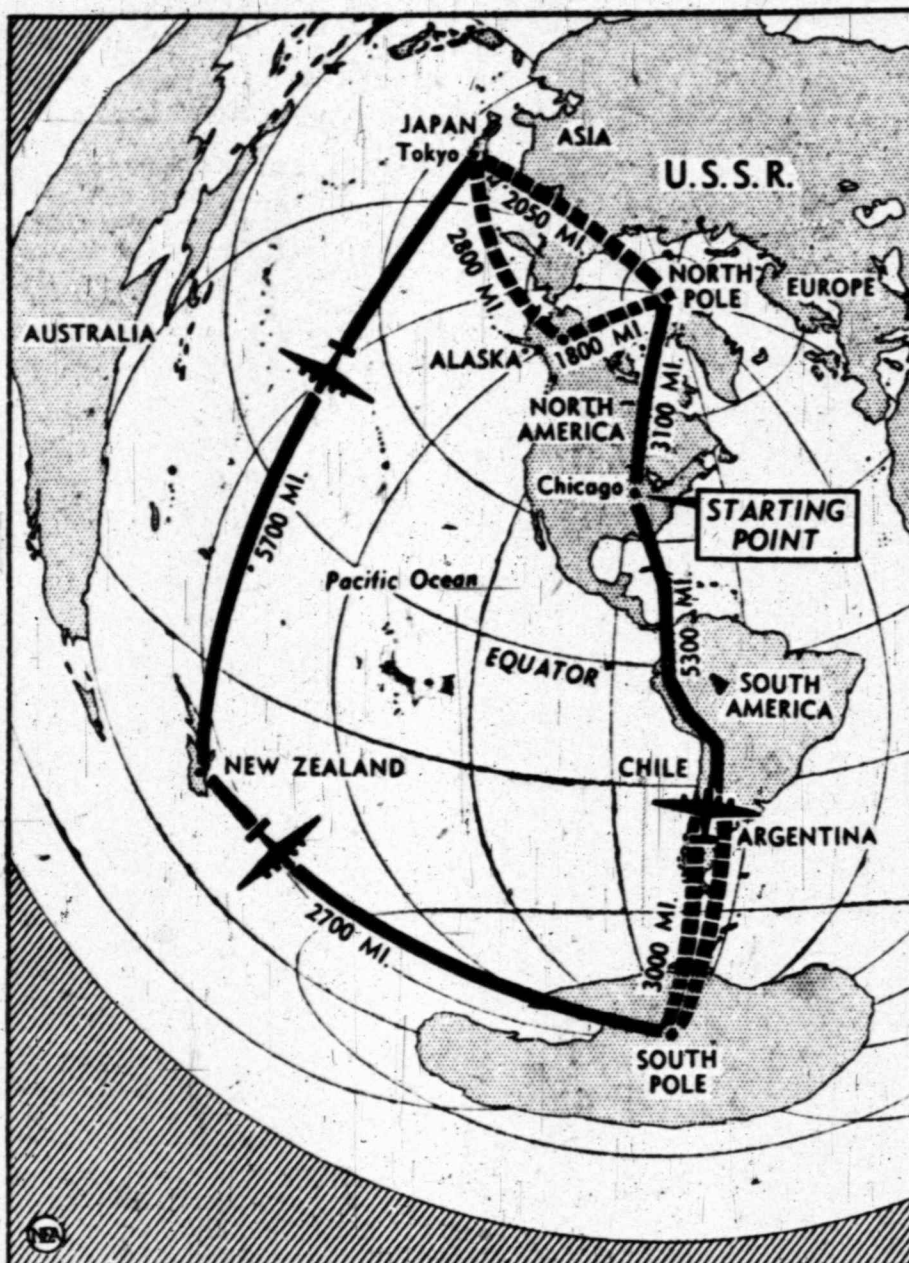 JAPAN
Tokyo
ASIA
U.S.S.R.
2050 MI.
2800 MI.
NORTH
POLE
EUROPE
AUSTRALIA
ALASKA
1800 MI.
NORTH
AMERICA
3100 MI.
Chicago
STARTING
POINT
5700 MI.
Pacific Ocean
EQUATOR
5300 MI.
SOUTH
AMERICA
NEW ZEALAND
CHILE
ARGENTINA
2700 MI.
3000 MI.
SOUTH
POLE
NEA